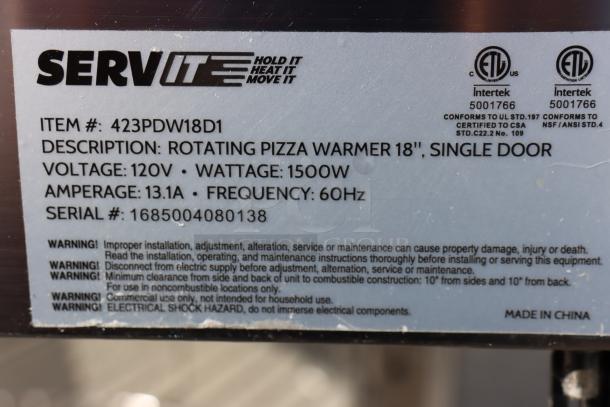 SERVIT HOLD IT
HEAT IT
MOVE IT
C ETL US
Intertek
5001766
CONFORMS TO UL STD.197
CERTIFIED TO CSA
STD.C22.2 No. 109
ETL
Intertek
5001766
CONFORMS TO
NSF/ANSI STD.4
ITEM #: 423PDW18D1
DESCRIPTION: ROTATING PIZZA WARMER 18", SINGLE DOOR
VOLTAGE: 120V • WATTAGE: 1500W
AMPERAGE: 13.1A • FREQUENCY: 60Hz
SERIAL #: 1685004080138
WARNING! Improper installation, adjustment, alteration, service or maintenance can cause property damage, injury or death.
Read the installation, operating, and maintenance instructions thoroughly before installing or serving this equipment.
WARNING! Disconnect from electric supply before adjustment, alternation, service or maintenance.
WARNING! Minimum clearance from side and back of unit to combustible construction: 10" from sides and 10" from back.
For use in noncombustible locations only.
WARNING! Commercial use only, not intended for household use.
WARNING! ELECTRICAL SHOCK HAZARD, do not immerse electrical components.
MADE IN CHINA